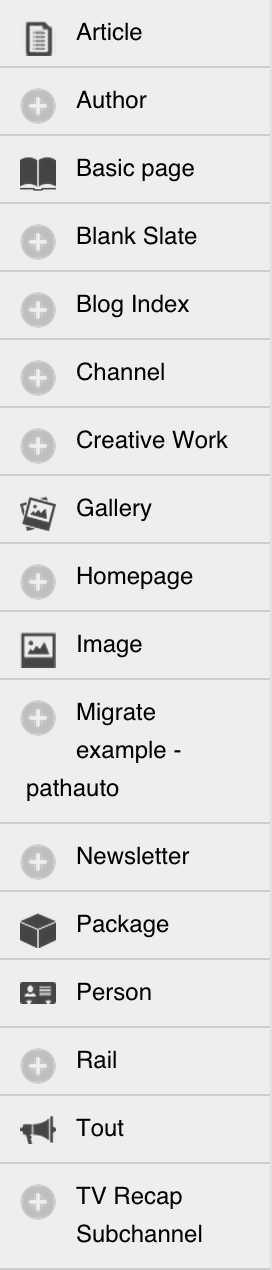 Article
Author
Basic page
Blank Slate
Blog Index
Channel
Creative Work
Gallery
Homepage
Image
Migrate
example -
pathauto
Newsletter
Package
Person
Rail
Tout
TV Recap
Subchannel